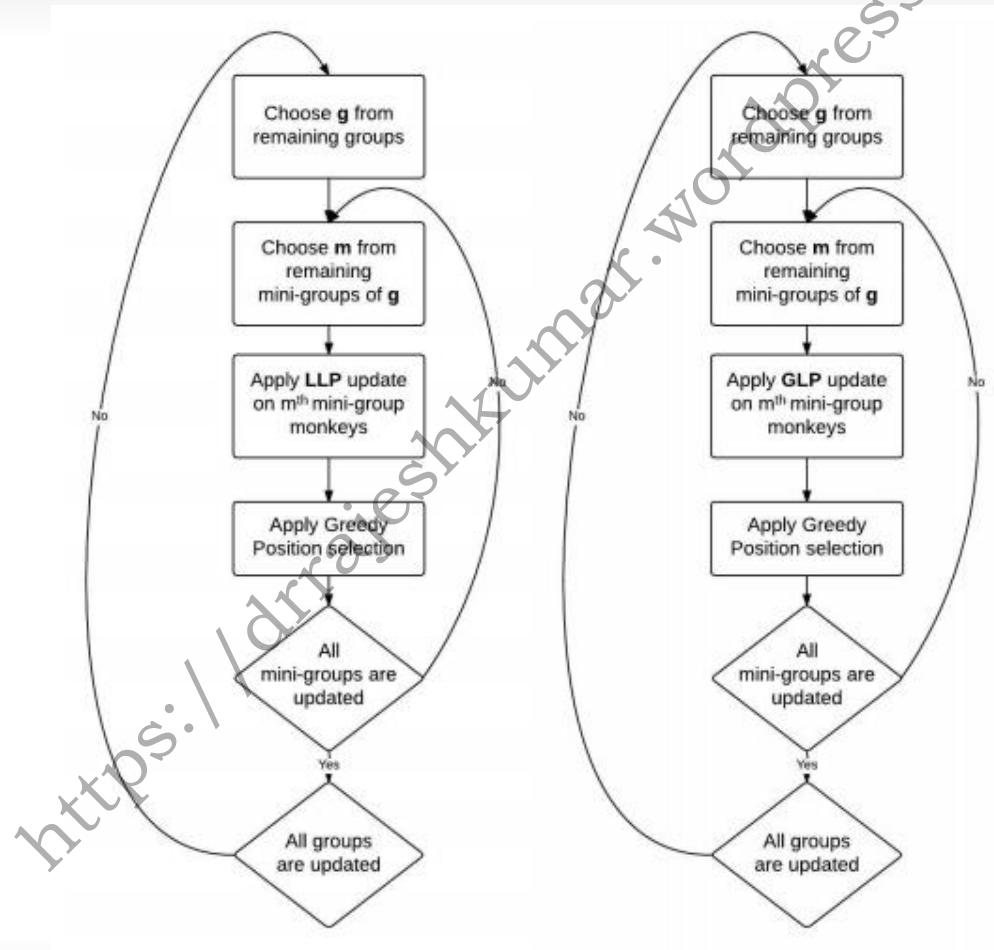 Choose g from
remaining groups
Choose m from
remaining
mini-groups of g
Apply LLP update
on mth mini-group
monkeys
No
No
Apply Greedy
Position selection
All
mini-groups are
updated
Yes
All groups
are updated
Choose g from
remaining groups
Choose m from
remaining
mini-groups of g
Apply GLP update
on mth mini-group
monkeys
No
No
Apply Greedy
Position selection
All
mini-groups are
updated
Yes
All groups
are updated
https://drrajeshkumar.wordpress